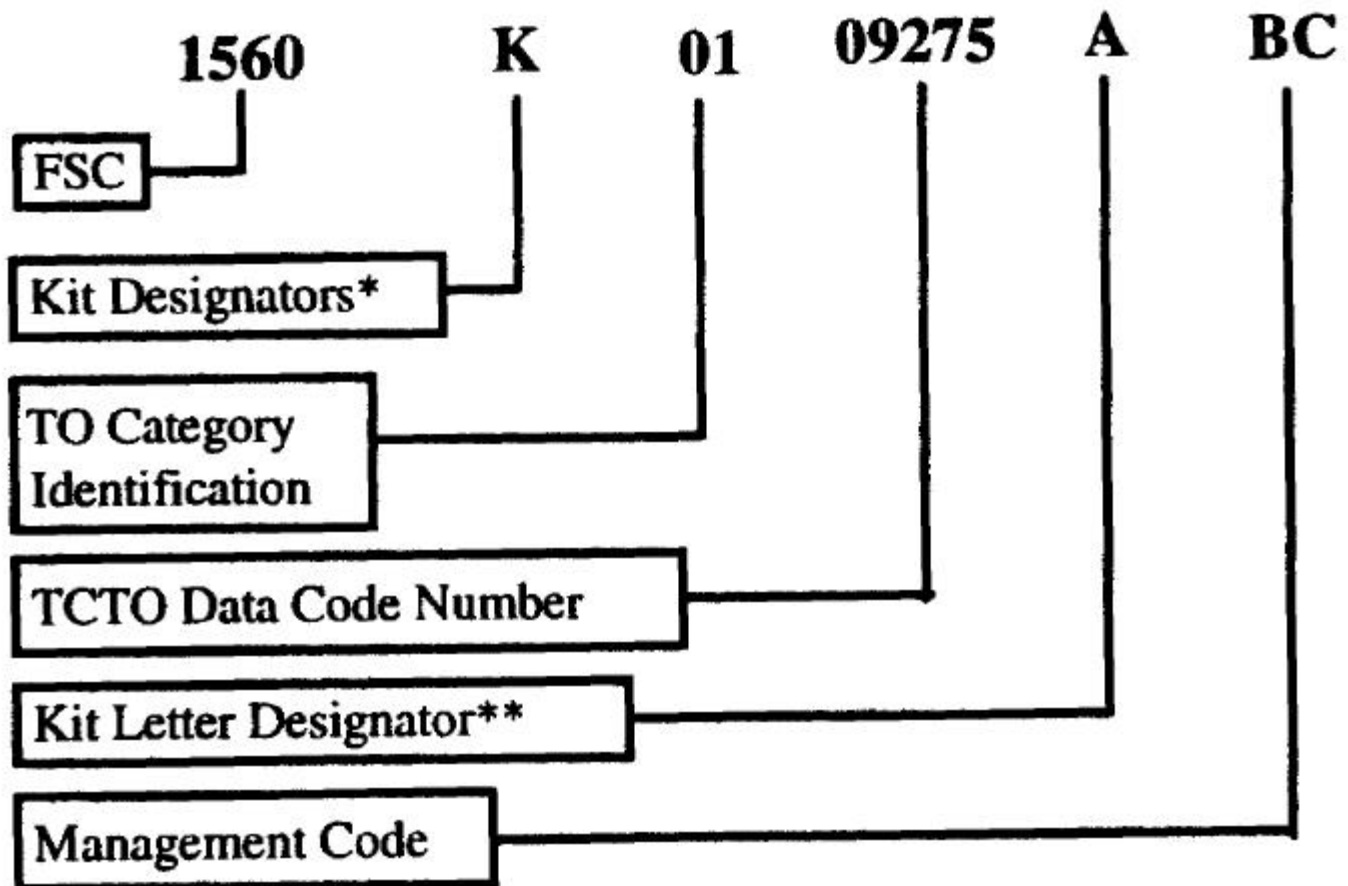 1560 K 01 09275 A BC
FSC
Kit Designators*
TO Category
Identification
TCTO Data Code Number
Kit Letter Designator**
Management Code